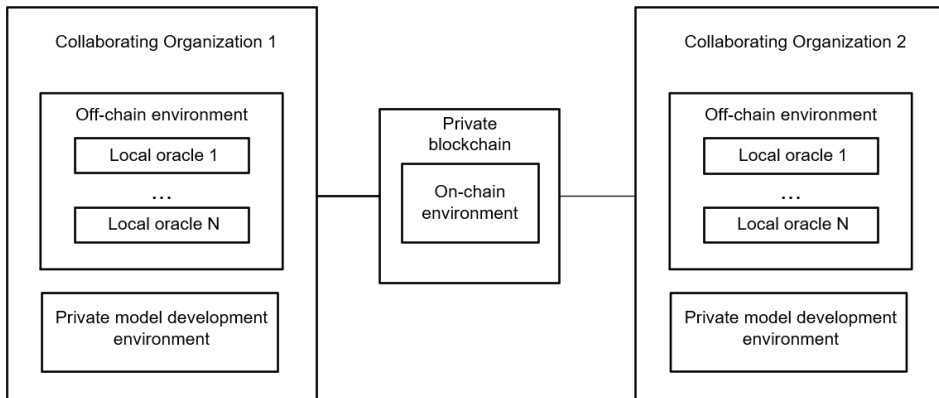 Collaborating Organization 1
Off-chain environment
Local oracle 1
...
Local oracle N
Private model development
environment
Private
blockchain
On-chain
environment
Collaborating Organization 2
Off-chain environment
Local oracle 1
...
Local oracle N
Private model development
environment